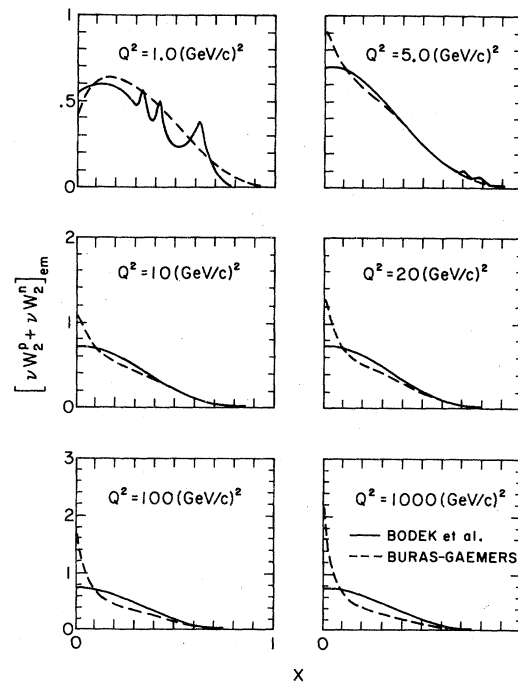 1
.5
0
Q² = 1.0 (GeV/c)²
Q² = 5.0 (GeV/c)²
2
1
0
Q² = 10 (GeV/c)²
Q² = 20 (GeV/c)²
[νW₂ᵖ + νW₂ⁿ]em
3
2
1
0
Q² = 100 (GeV/c)²
Q² = 1000 (GeV/c)²
BODEK et al.
BURAS-GAEMERS
0 1 0 1
X